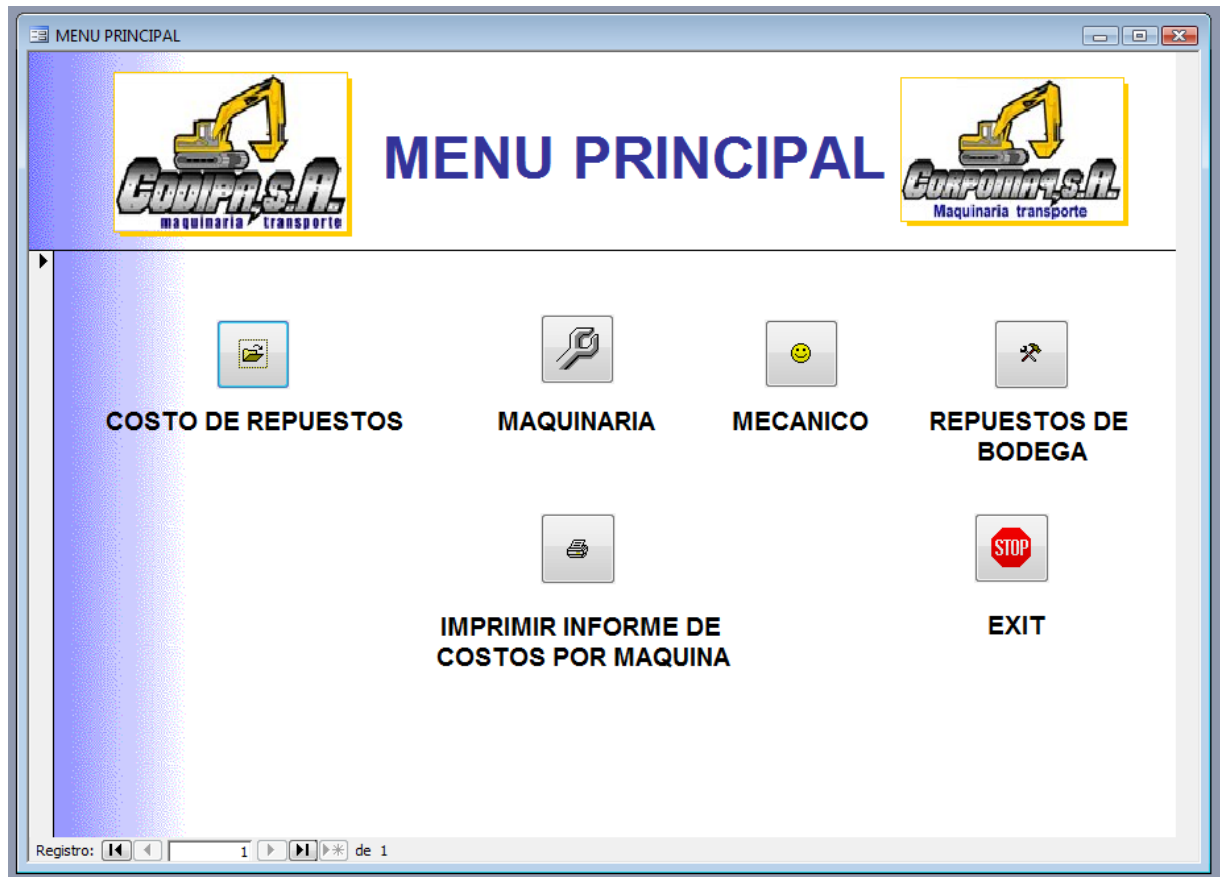 MENU PRINCIPAL
CODIPA,S.A.
maquinaria transporte
MENU PRINCIPAL
CORPOMAQ,S.A.
Maquinaria transporte
COSTO DE REPUESTOS
MAQUINARIA
MECANICO
REPUESTOS DE
BODEGA
STOP
IMPRIMIR INFORME DE
COSTOS POR MAQUINA
EXIT
Registro: 1 de 1